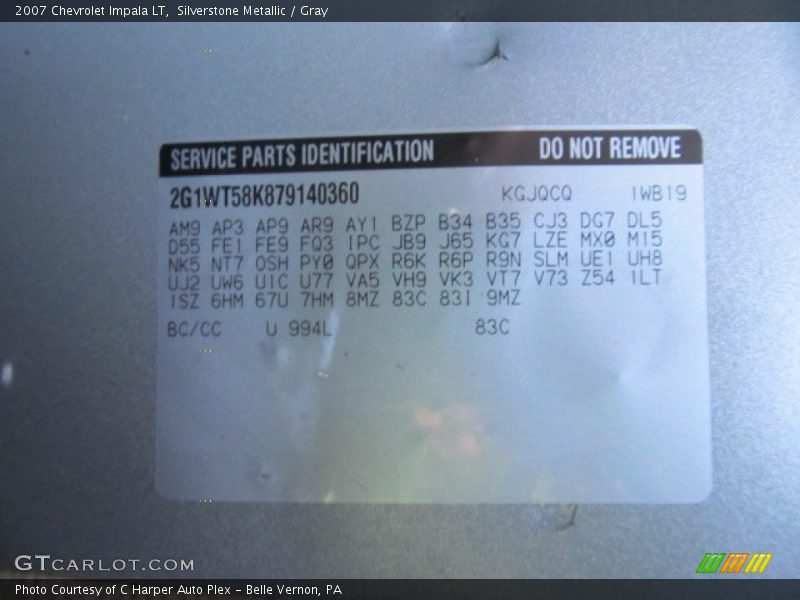 2007 Chevrolet Impala LT, Silverstone Metallic / Gray
SERVICE PARTS IDENTIFICATION DO NOT REMOVE
2G1WT58K879140360 KGJQCQ 1WB19
AM9 AP3 AP9 AR9 AY1 BZP B34 B35 CJ3 DG7 DL5
D55 FE1 FE9 FQ3 IPC JB9 J65 KG7 LZE MX0 M15
NK5 NT7 OSH PY0 QPX R6K R6P R9N SLM UE1 UH8
UJ2 UW6 U1C U77 VA5 VH9 VK3 VT7 V73 Z54 1LT
1SZ 6HM 67U 7HM 8MZ 83C 83I 9MZ
BC/CC U 994L 83C
GTCARLOT.COM
Photo Courtesy of C Harper Auto Plex - Belle Vernon, PA